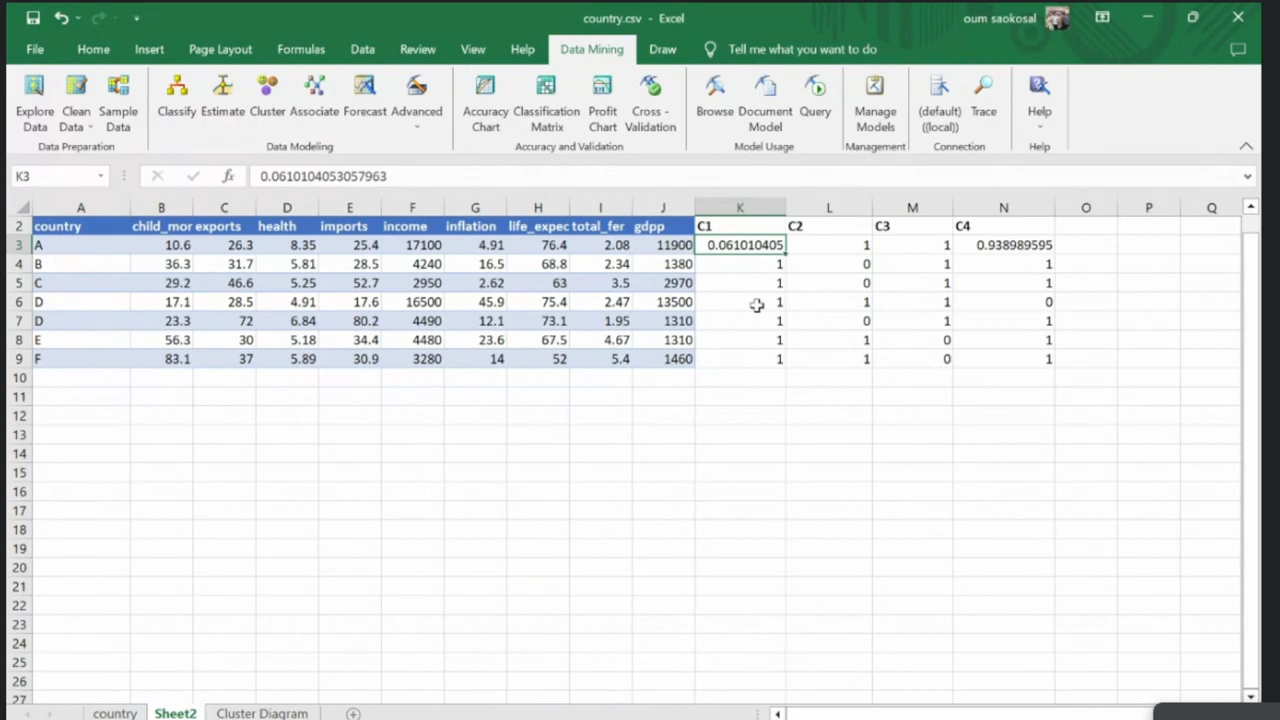 country.csv - Excel
oum saokosal
File Home Insert Page Layout Formulas Data Review View Help Data Mining Draw Tell me what you want to do
Explore Data Clean Data Sample Data Classify Estimate Cluster Associate Forecast Advanced Accuracy Chart Classification Matrix Profit Chart Cross - Validation Browse Document Model Query Manage Models (default) ((local)) Trace Help
Data Preparation Data Modeling Accuracy and Validation Model Usage Management Connection Help
K3 fx 0.0610104053057963
A B C D E F G H I J K L M N O P Q
2 country child_mor exports health imports income inflation life_expec total_fer gdpp C1 C2 C3 C4
3 A 10.6 26.3 8.35 25.4 17100 4.91 76.4 2.08 11900 0.061010405 1 1 0.938989595
4 B 36.3 31.7 5.81 28.5 4240 16.5 68.8 2.34 1380 1 0 1 1
5 C 29.2 46.6 5.25 52.7 2950 2.62 63 3.5 2970 1 0 1 1
6 D 17.1 28.5 4.91 17.6 16500 45.9 75.4 2.47 13500 1 1 1 0
7 D 23.3 72 6.84 80.2 4490 12.1 73.1 1.95 1310 1 0 1 1
8 E 56.3 30 5.18 34.4 4480 23.6 67.5 4.67 1310 1 1 0 1
9 F 83.1 37 5.89 30.9 3280 14 52 5.4 1460 1 1 0 1
10
11
12
13
14
15
16
17
18
19
20
21
22
23
24
25
26
27
country Sheet2 Cluster Diagram